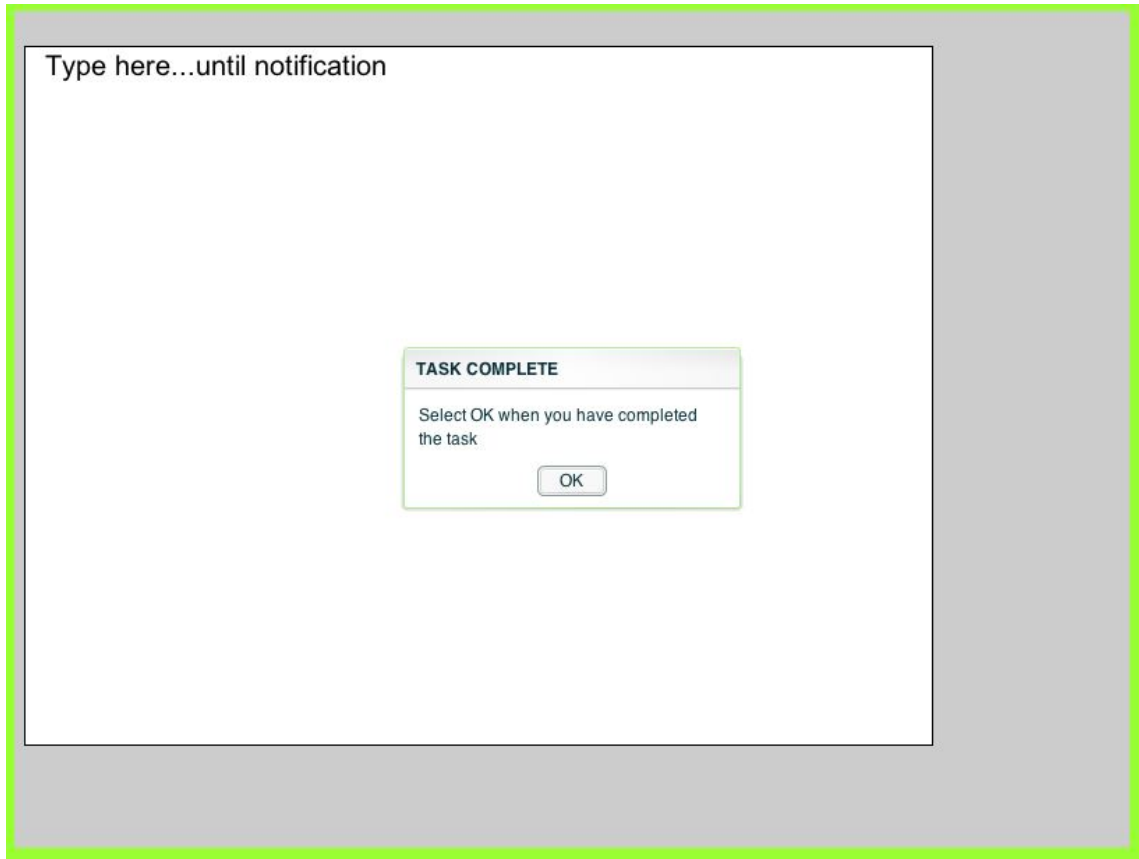 Type here...until notification
TASK COMPLETE
Select OK when you have completed
the task
OK